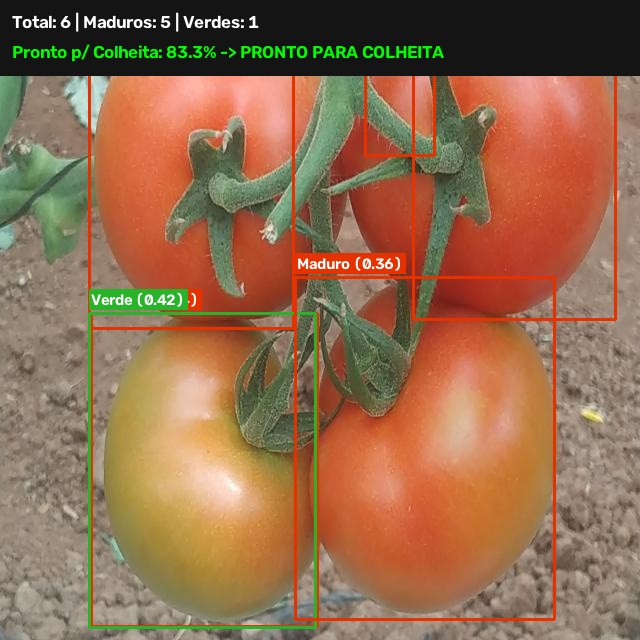 Total: 6 | Maduros: 5 | Verdes: 1
Pronto p/ Colheita: 83.3% -> PRONTO PARA COLHEITA
Maduro (0.36)
Verde (0.42)